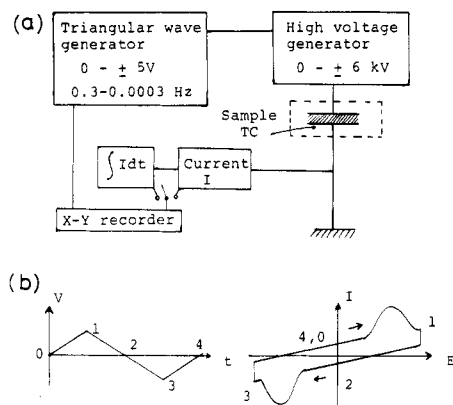 (a)
Triangular wave generator
0 - ± 5V
0.3-0.0003 Hz
High voltage generator
0 - ± 6 kV
Sample
TC
∫Idt
Current
I
X-Y recorder
(b)
V
0
1
2
3
4
t
I
4,0
1
E
3
2